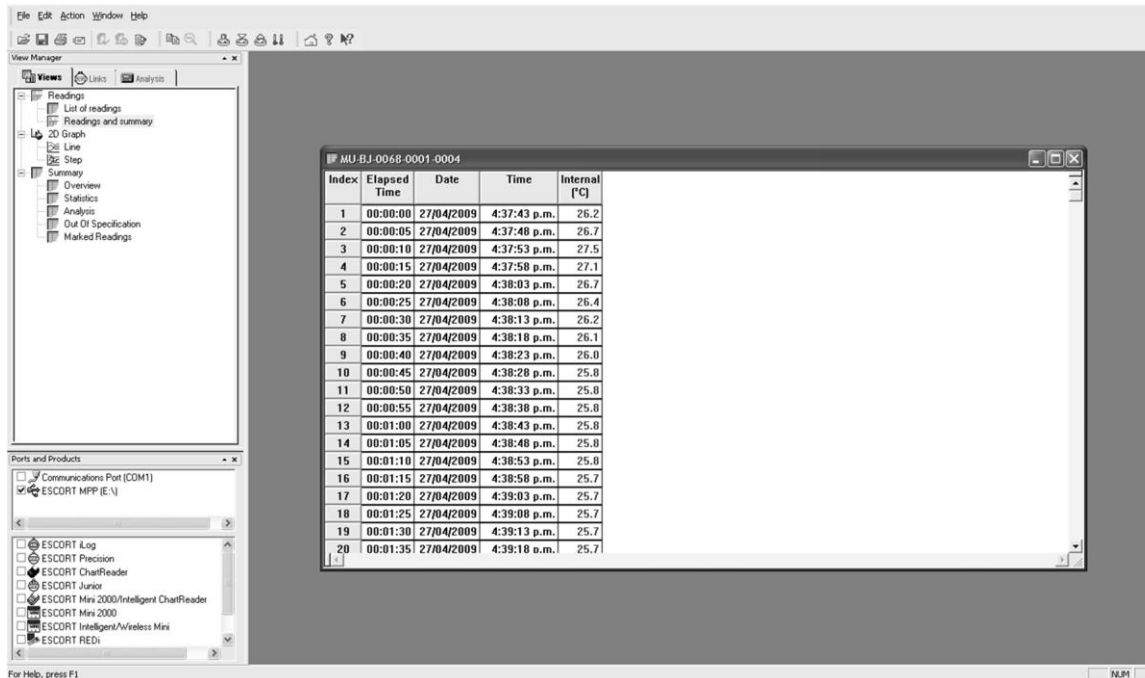 File Edit Action Window Help
View Manager
Views Links Analysis
Readings
List of readings
Readings and summary
2D Graph
Line
Step
Summary
Overview
Statistics
Analysis
Out Of Specification
Marked Readings
Ports and Products
Communications Port (COM1)
ESCORT MPP (E:\)
ESCORT iLog
ESCORT Precision
ESCORT ChartReader
ESCORT Junior
ESCORT Mini 2000/Intelligent ChartReader
ESCORT Mini 2000
ESCORT Intelligent/Wireless Mini
ESCORT REDi
MU-BJ-0068-0001-0004
Index Elapsed Time Date Time Internal (°C)
1 00:00:00 27/04/2009 4:37:43 p.m. 26.2
2 00:00:05 27/04/2009 4:37:48 p.m. 26.7
3 00:00:10 27/04/2009 4:37:53 p.m. 27.5
4 00:00:15 27/04/2009 4:37:58 p.m. 27.1
5 00:00:20 27/04/2009 4:38:03 p.m. 26.7
6 00:00:25 27/04/2009 4:38:08 p.m. 26.4
7 00:00:30 27/04/2009 4:38:13 p.m. 26.2
8 00:00:35 27/04/2009 4:38:18 p.m. 26.1
9 00:00:40 27/04/2009 4:38:23 p.m. 26.0
10 00:00:45 27/04/2009 4:38:28 p.m. 25.8
11 00:00:50 27/04/2009 4:38:33 p.m. 25.8
12 00:00:55 27/04/2009 4:38:38 p.m. 25.8
13 00:01:00 27/04/2009 4:38:43 p.m. 25.8
14 00:01:05 27/04/2009 4:38:48 p.m. 25.8
15 00:01:10 27/04/2009 4:38:53 p.m. 25.8
16 00:01:15 27/04/2009 4:38:58 p.m. 25.7
17 00:01:20 27/04/2009 4:39:03 p.m. 25.7
18 00:01:25 27/04/2009 4:39:08 p.m. 25.7
19 00:01:30 27/04/2009 4:39:13 p.m. 25.7
20 00:01:35 27/04/2009 4:39:18 p.m. 25.7
For Help, press F1
NUM